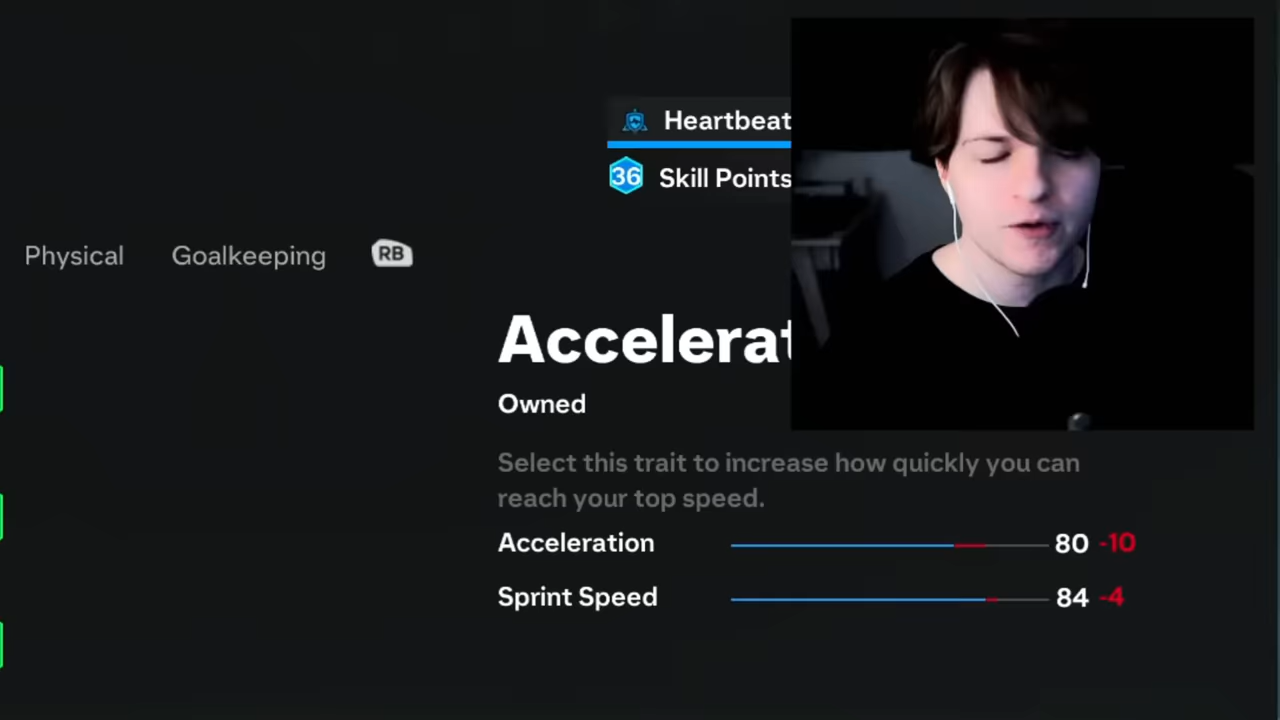 Heartbeat
36 Skill Points
Physical Goalkeeping RB
Accelerat
Owned
Select this trait to increase how quickly you can
reach your top speed.
Acceleration 80 -10
Sprint Speed 84 -4